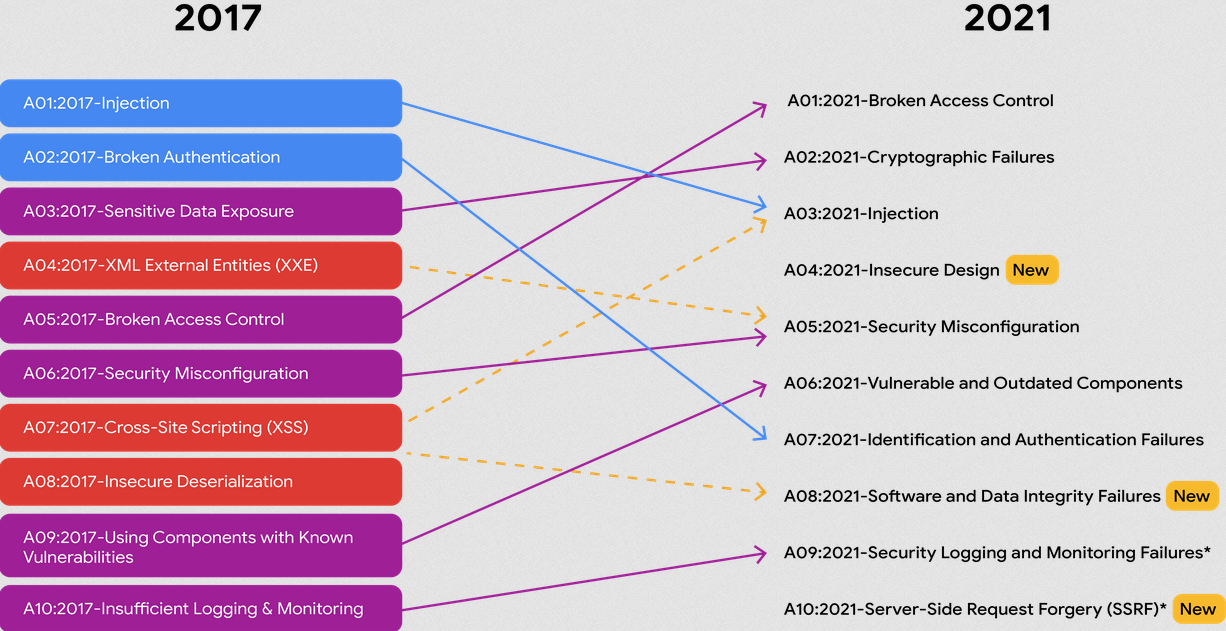 2017
2021
A01:2017-Injection
A02:2017-Broken Authentication
A03:2017-Sensitive Data Exposure
A04:2017-XML External Entities (XXE)
A05:2017-Broken Access Control
A06:2017-Security Misconfiguration
A07:2017-Cross-Site Scripting (XSS)
A08:2017-Insecure Deserialization
A09:2017-Using Components with Known
Vulnerabilities
A10:2017-Insufficient Logging & Monitoring
A01:2021-Broken Access Control
A02:2021-Cryptographic Failures
A03:2021-Injection
A04:2021-Insecure Design New
A05:2021-Security Misconfiguration
A06:2021-Vulnerable and Outdated Components
A07:2021-Identification and Authentication Failures
A08:2021-Software and Data Integrity Failures New
A09:2021-Security Logging and Monitoring Failures*
A10:2021-Server-Side Request Forgery (SSRF)* New